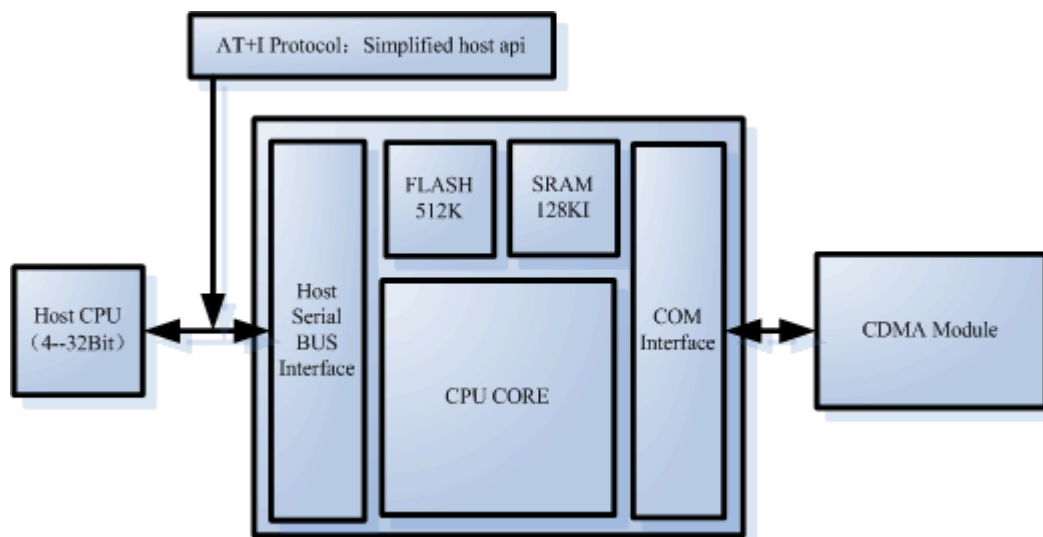 AT+I Protocol：Simplified host api
FLASH
512K
SRAM
128KI
Host CPU
（4--32Bit）
Host
Serial
BUS
Interface
CPU CORE
COM
Interface
CDMA Module